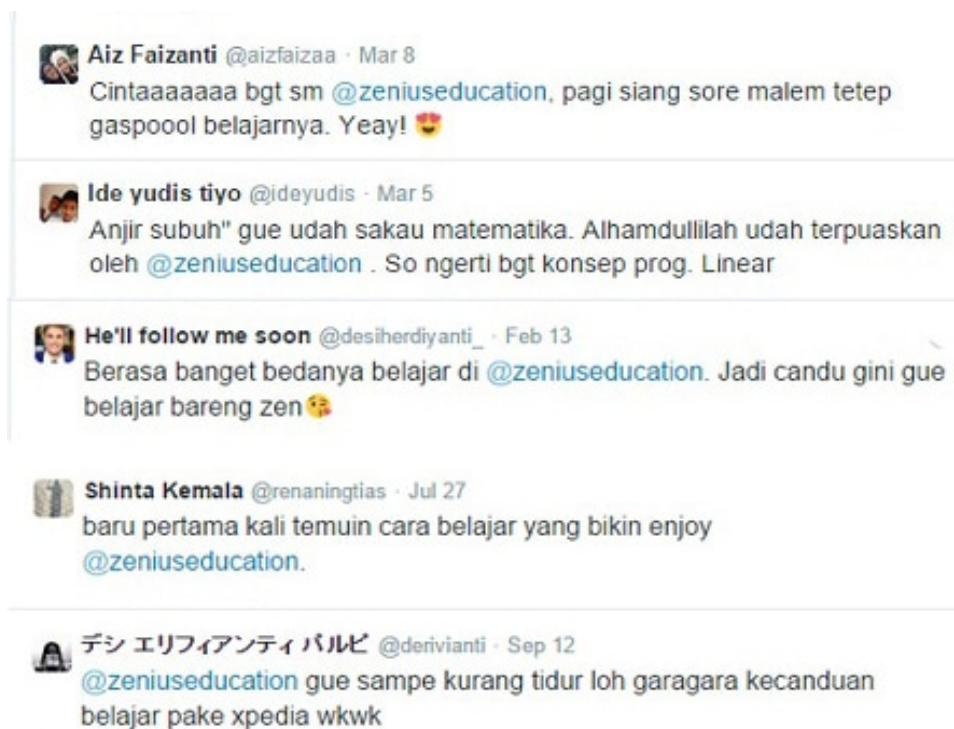 Aiz Faizanti @aizfaizaa · Mar 8
Cintaaaaaaa bgt sm @zeniuseducation, pagi siang sore malem tetep
gaspoool belajarnya. Yeay! 😍
Ide yudis tiyo @ideyudis · Mar 5
Anjir subuh" gue udah sakau matematika. Alhamdullilah udah terpuaskan
oleh @zeniuseducation . So ngerti bgt konsep prog. Linear
He'll follow me soon @desiherdiyanti_ · Feb 13
Berasa banget bedanya belajar di @zeniuseducation. Jadi candu gini gue
belajar bareng zen😘
Shinta Kemala @renaningtias · Jul 27
baru pertama kali temuin cara belajar yang bikin enjoy
@zeniuseducation.
デシ エリフィアンティ バルビ @derivianti · Sep 12
@zeniuseducation gue sampe kurang tidur loh garagara kecanduan
belajar pake xpedia wkwk